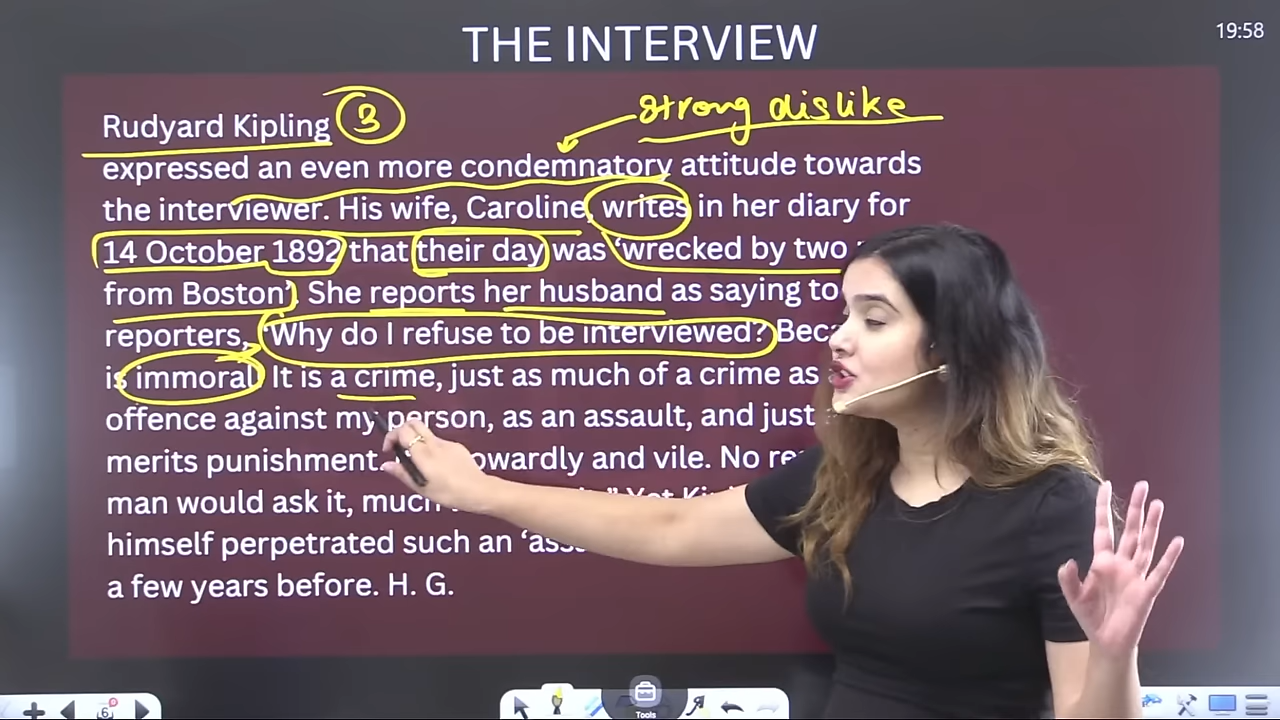 THE INTERVIEW
19:58
Rudyard Kipling 3
strong dislike
expressed an even more condemnatory attitude towards
the interviewer. His wife, Caroline, writes in her diary for
14 October 1892 that their day was ‘wrecked by two
from Boston’. She reports her husband as saying to
reporters, “Why do I refuse to be interviewed?
is immoral! It is a crime, just as much of a crime as
offence against my person, as an assault, and just
merits punishment. and vile. No
man would ask it, much Yet
himself perpetrated such an
a few years before. H. G.
6
Tools